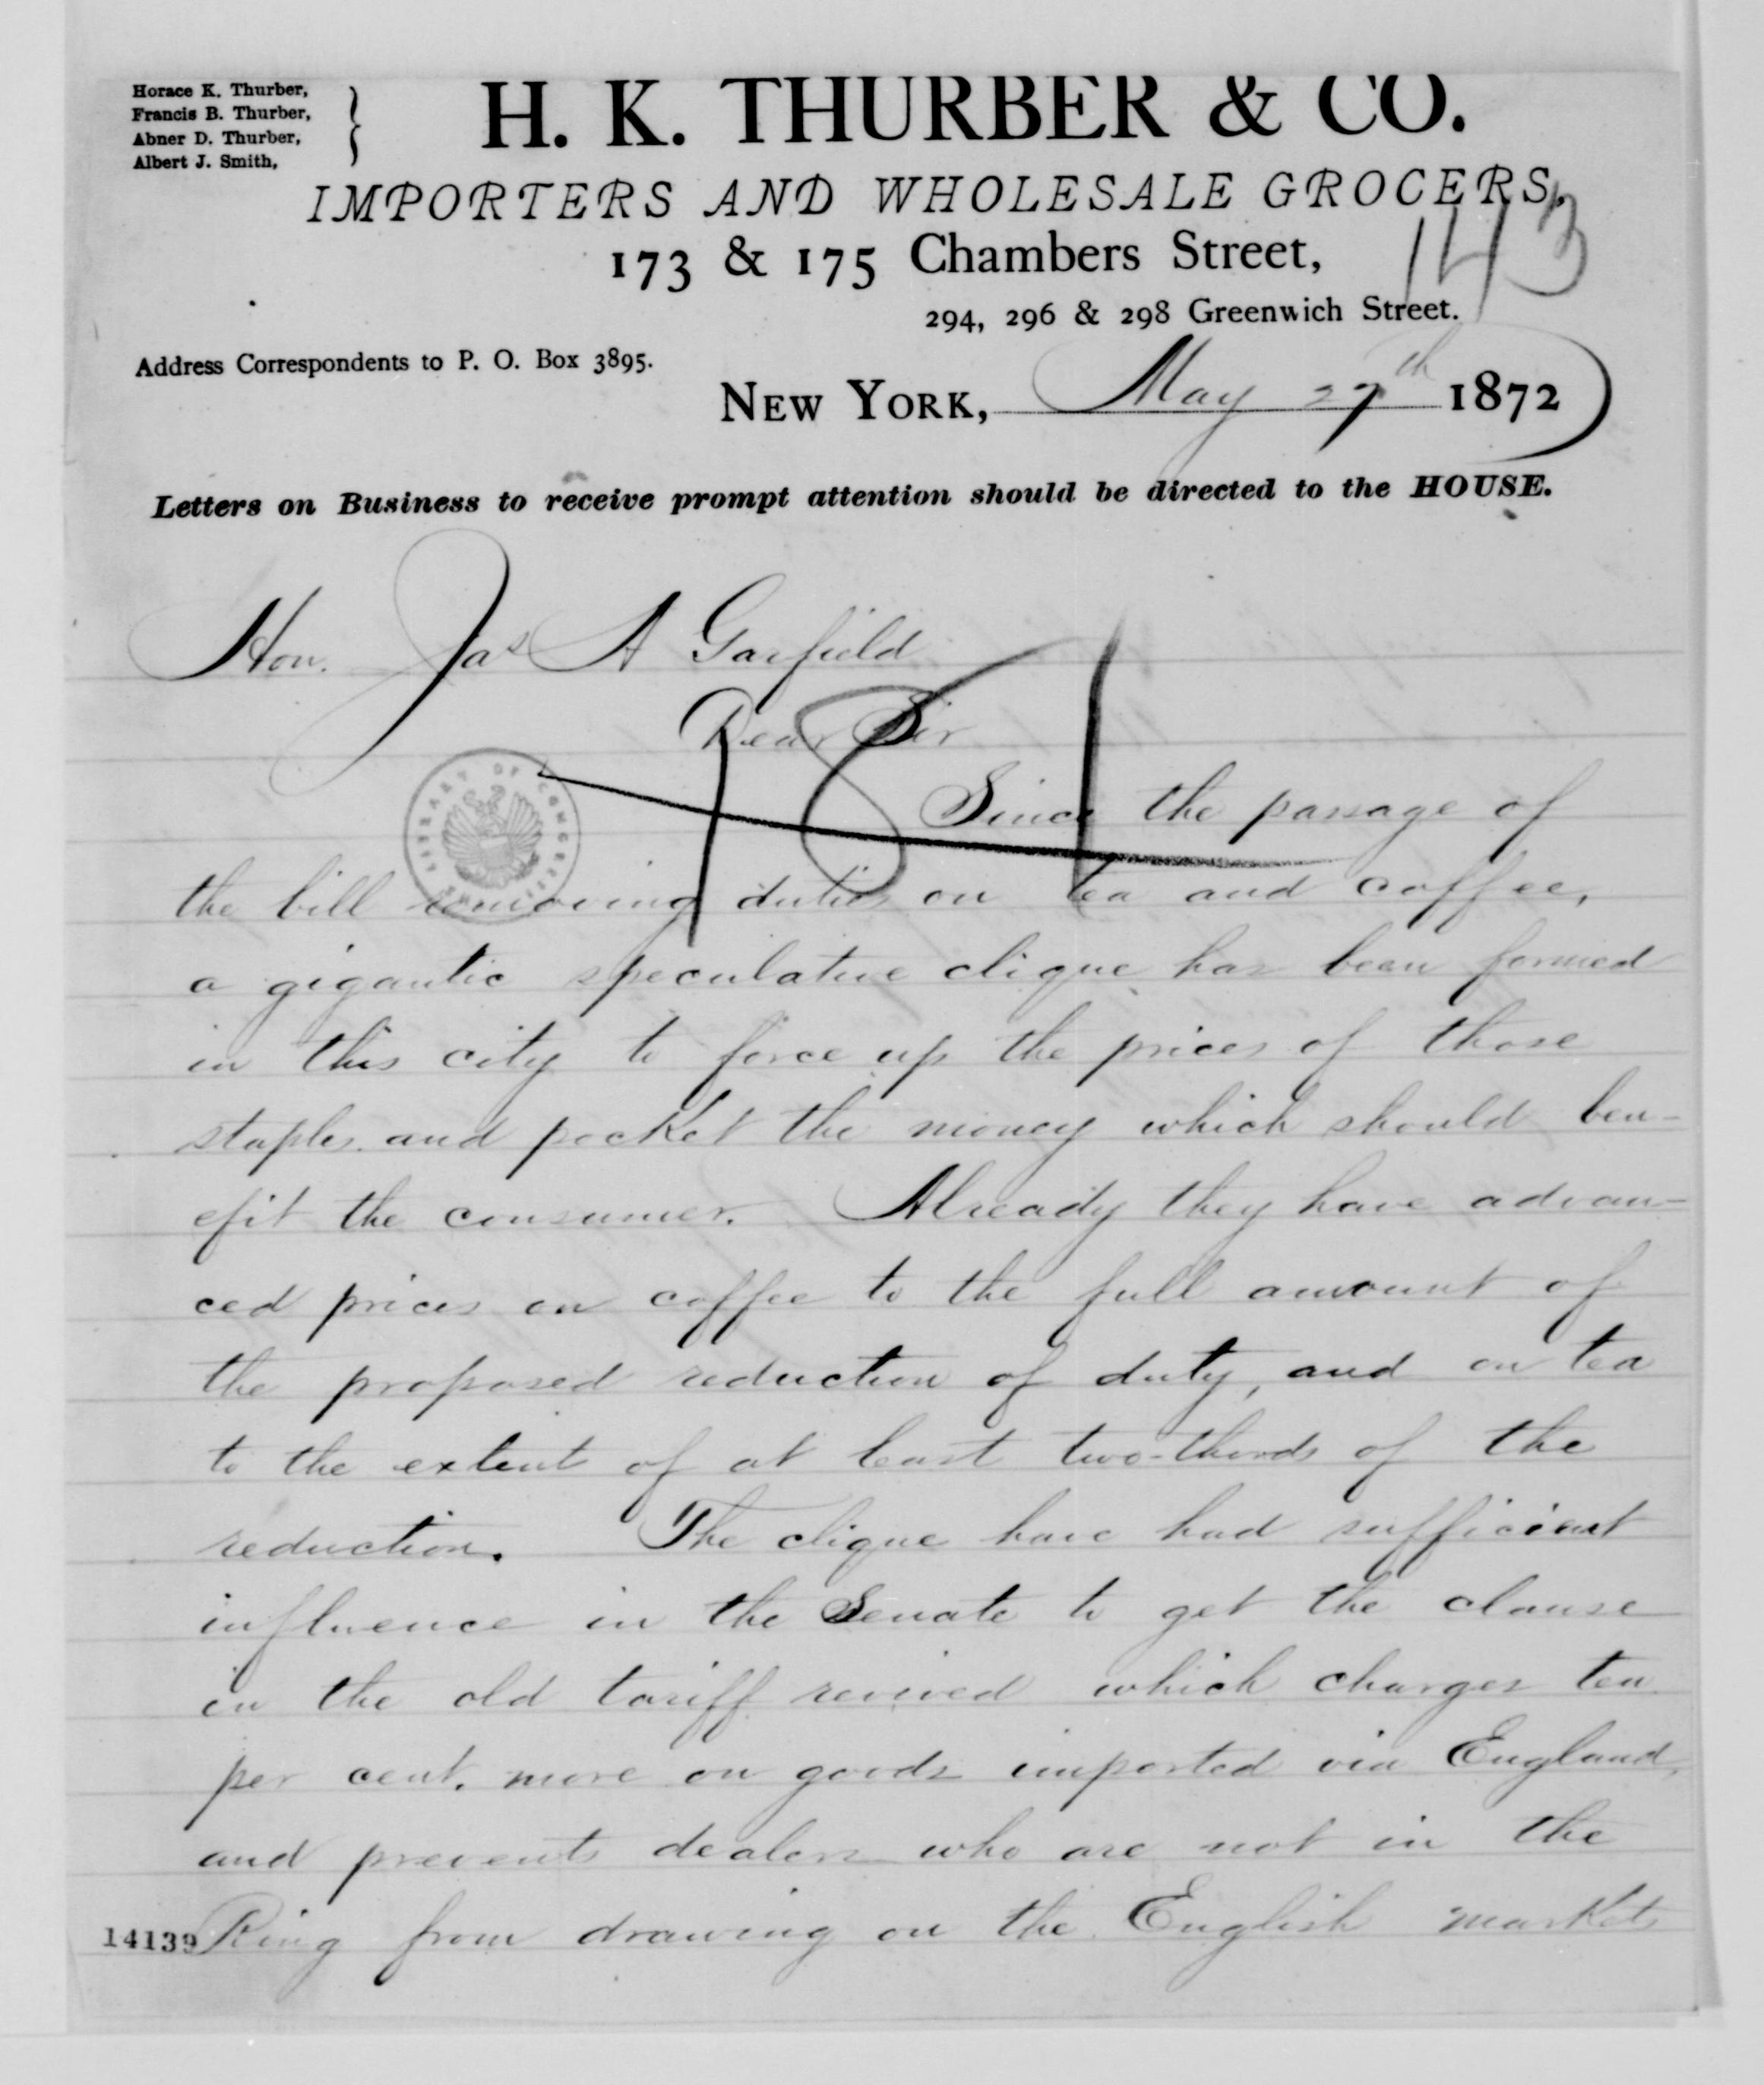 Horace K. Thurber,
Francis B. Thurber,
Abner D. Thurber,
Albert J. Smith,
H. K. THURBER & CO.
IMPORTERS AND WHOLESALE GROCERS,
143
173 & 175 Chambers Street,
294, 296 & 298 Greenwich Street.
Address Correspondents to P. O. Box 3895.
NEW YORK, May 27th 1872
Letters on Business to receive prompt attention should be directed to the HOUSE.
Hon. Jas A Garfield
Dear Sir
Since the passage of
the bill removing duties on tea and coffee,
a gigantic speculative clique has been formed
in this city to force up the prices of those
staples and pocket the money which should ben-
efit the consumer. Already they have advan-
ced prices on coffee to the full amount of
the proposed reduction of duty, and on tea
to the extent of at least two-thirds of the
reduction. The clique have had sufficient
influence in the Senate to get the clause
in the old tariff revived which charges ten
per cent. more on goods imported via England,
and prevents dealers who are not in the
Ring from drawing on the English markets
14139
LIBRARY OF CONGRESS